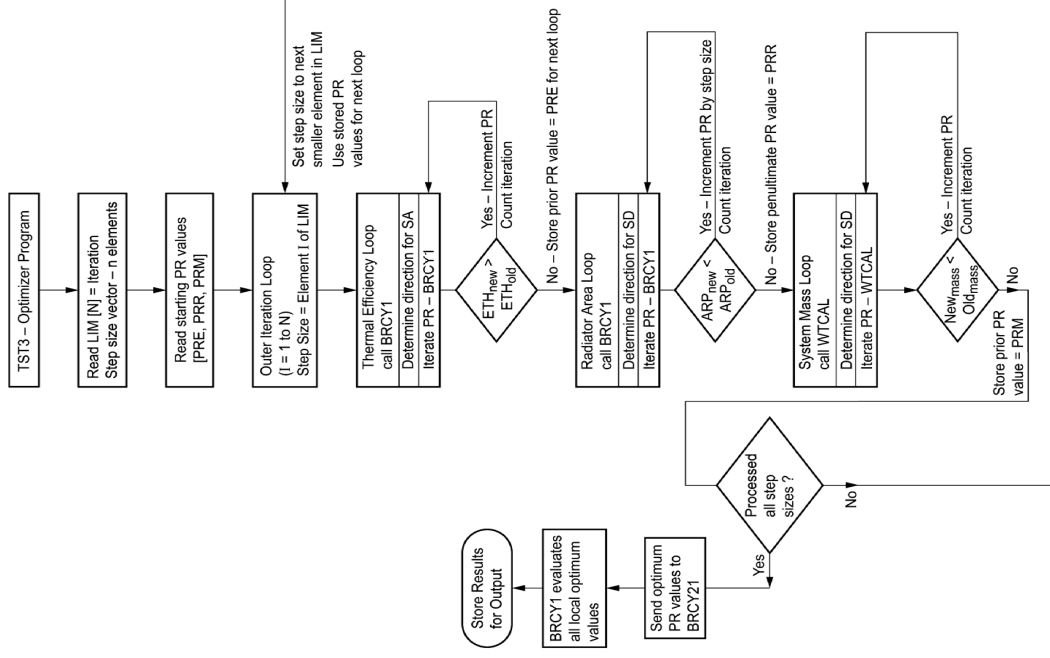 TST3 – Optimizer Program
Read LIM [N] = Iteration
Step size vector – n elements
Read starting PR values
[PRE, PRR, PRM]
Outer Iteration Loop
(I = 1 to N)
Step Size = Element I of LIM
Set step size to next
smaller element in LIM
Use stored PR
values for next loop
Thermal Efficiency Loop
call BRCY1
Determine direction for SA
Iterate PR – BRCY1
ETHnew >
ETHold
Yes – Increment PR
Count iteration
No – Store prior PR value = PRE for next loop
Radiator Area Loop
call BRCY1
Determine direction for SD
Iterate PR – BRCY1
ARPnew <
ARPold
Yes – Increment PR by step size
Count iteration
No – Store penultimate PR value = PRR
System Mass Loop
call WTCAL
Determine direction for SD
Iterate PR – WTCAL
Newmass <
Oldmass
Yes – Increment PR
Count iteration
No
Store prior PR
value = PRM
Processed
all step
sizes ?
No
Yes
Send optimum
PR values to
BRCY21
BRCY1 evaluates
all local optimum
values
Store Results
for Output